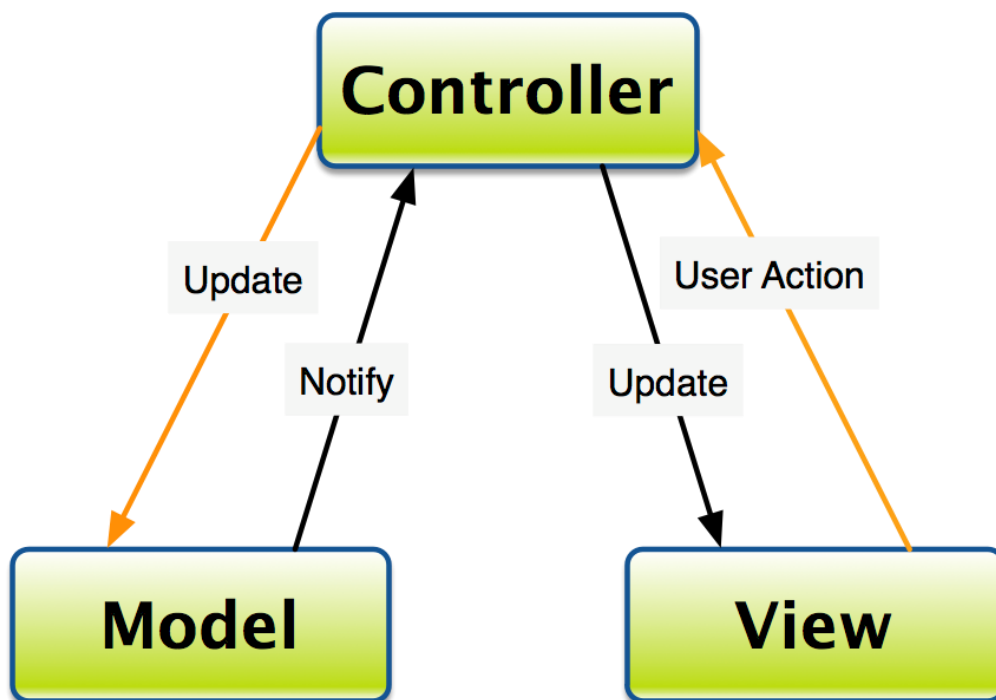 Controller
Update
User Action
Notify
Update
Model
View